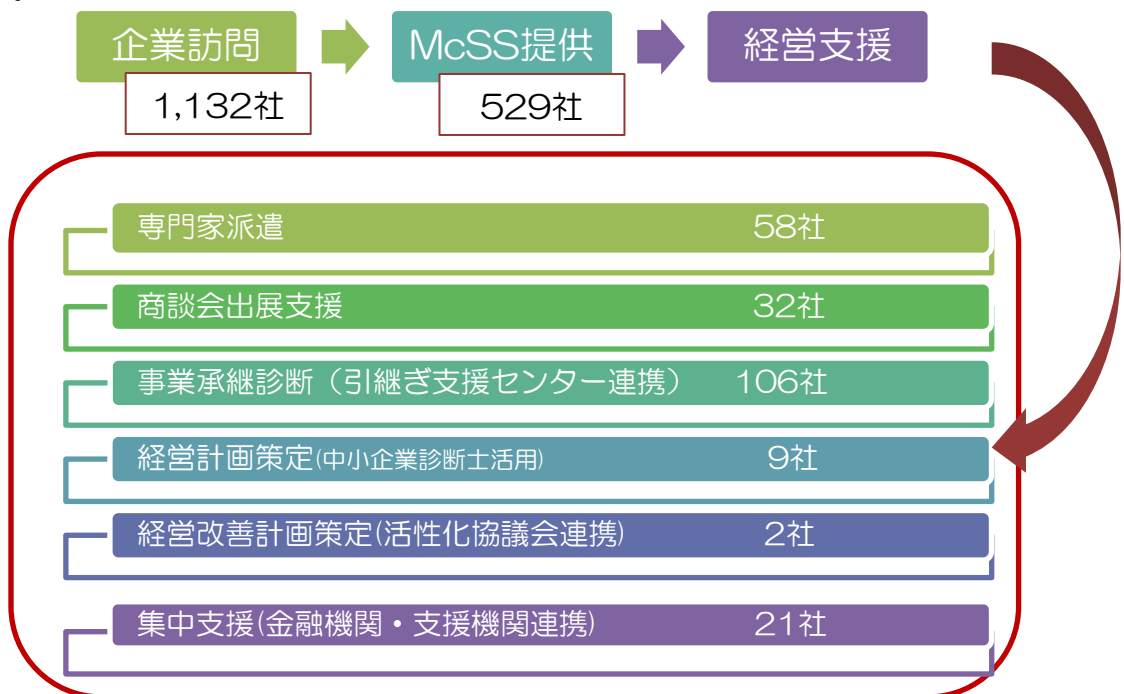 企業訪問 McSS提供 経営支援
1,132社 529社
専門家派遣 58社
商談会出展支援 32社
事業承継診断（引継ぎ支援センター連携） 106社
経営計画策定(中小企業診断士活用) 9社
経営改善計画策定(活性化協議会連携) 2社
集中支援(金融機関・支援機関連携) 21社